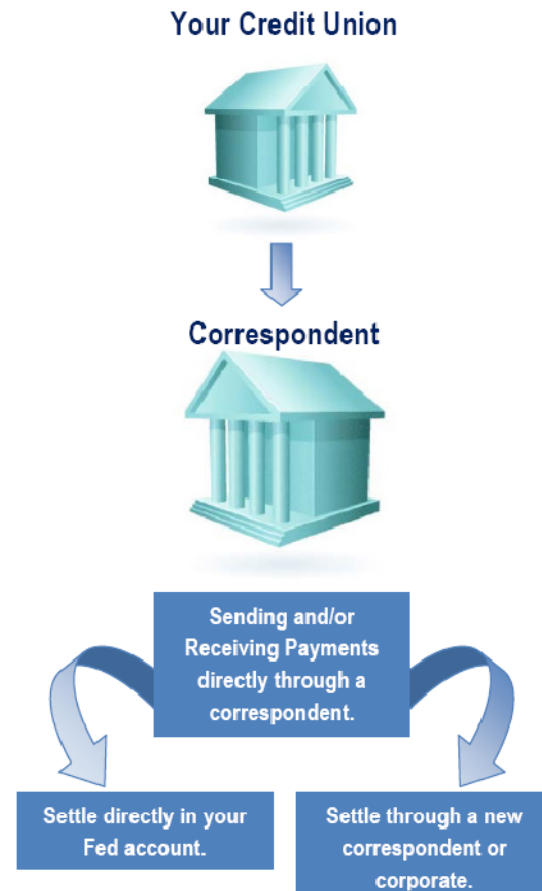 Your Credit Union
Correspondent
Sending and/or
Receiving Payments
directly through a
correspondent.
Settle directly in your
Fed account.
Settle through a new
correspondent or
corporate.